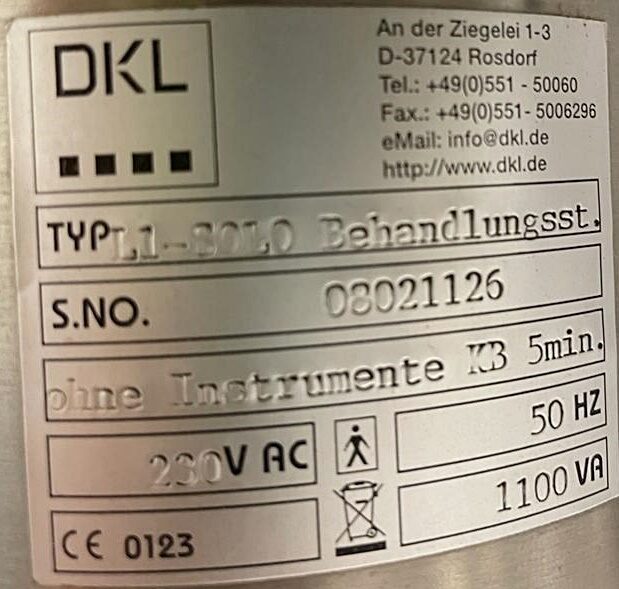 DKL
An der Ziegelei 1-3
D-37124 Rosdorf
Tel.: +49(0)551 - 50060
Fax.: +49(0)551- 5006296
eMail: info@dkl.de
http://www.dkl.de
TYP L1-SOLO Behandlungsst.
S.NO. 08021126
ohne Instrumente KB 5min.
230V AC
50 HZ
1100 VA
CE 0123